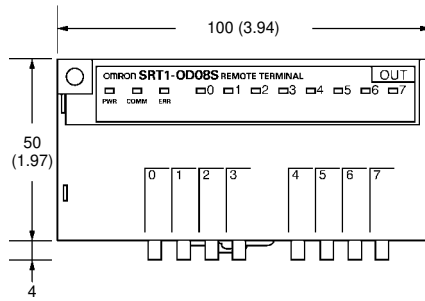 100 (3.94)
OMRON SRT1-OD08S REMOTE TERMINAL OUT
PWR COMM ERR 0 1 2 3 4 5 6 7
50
(1.97)
0 1 2 3 4 5 6 7
4